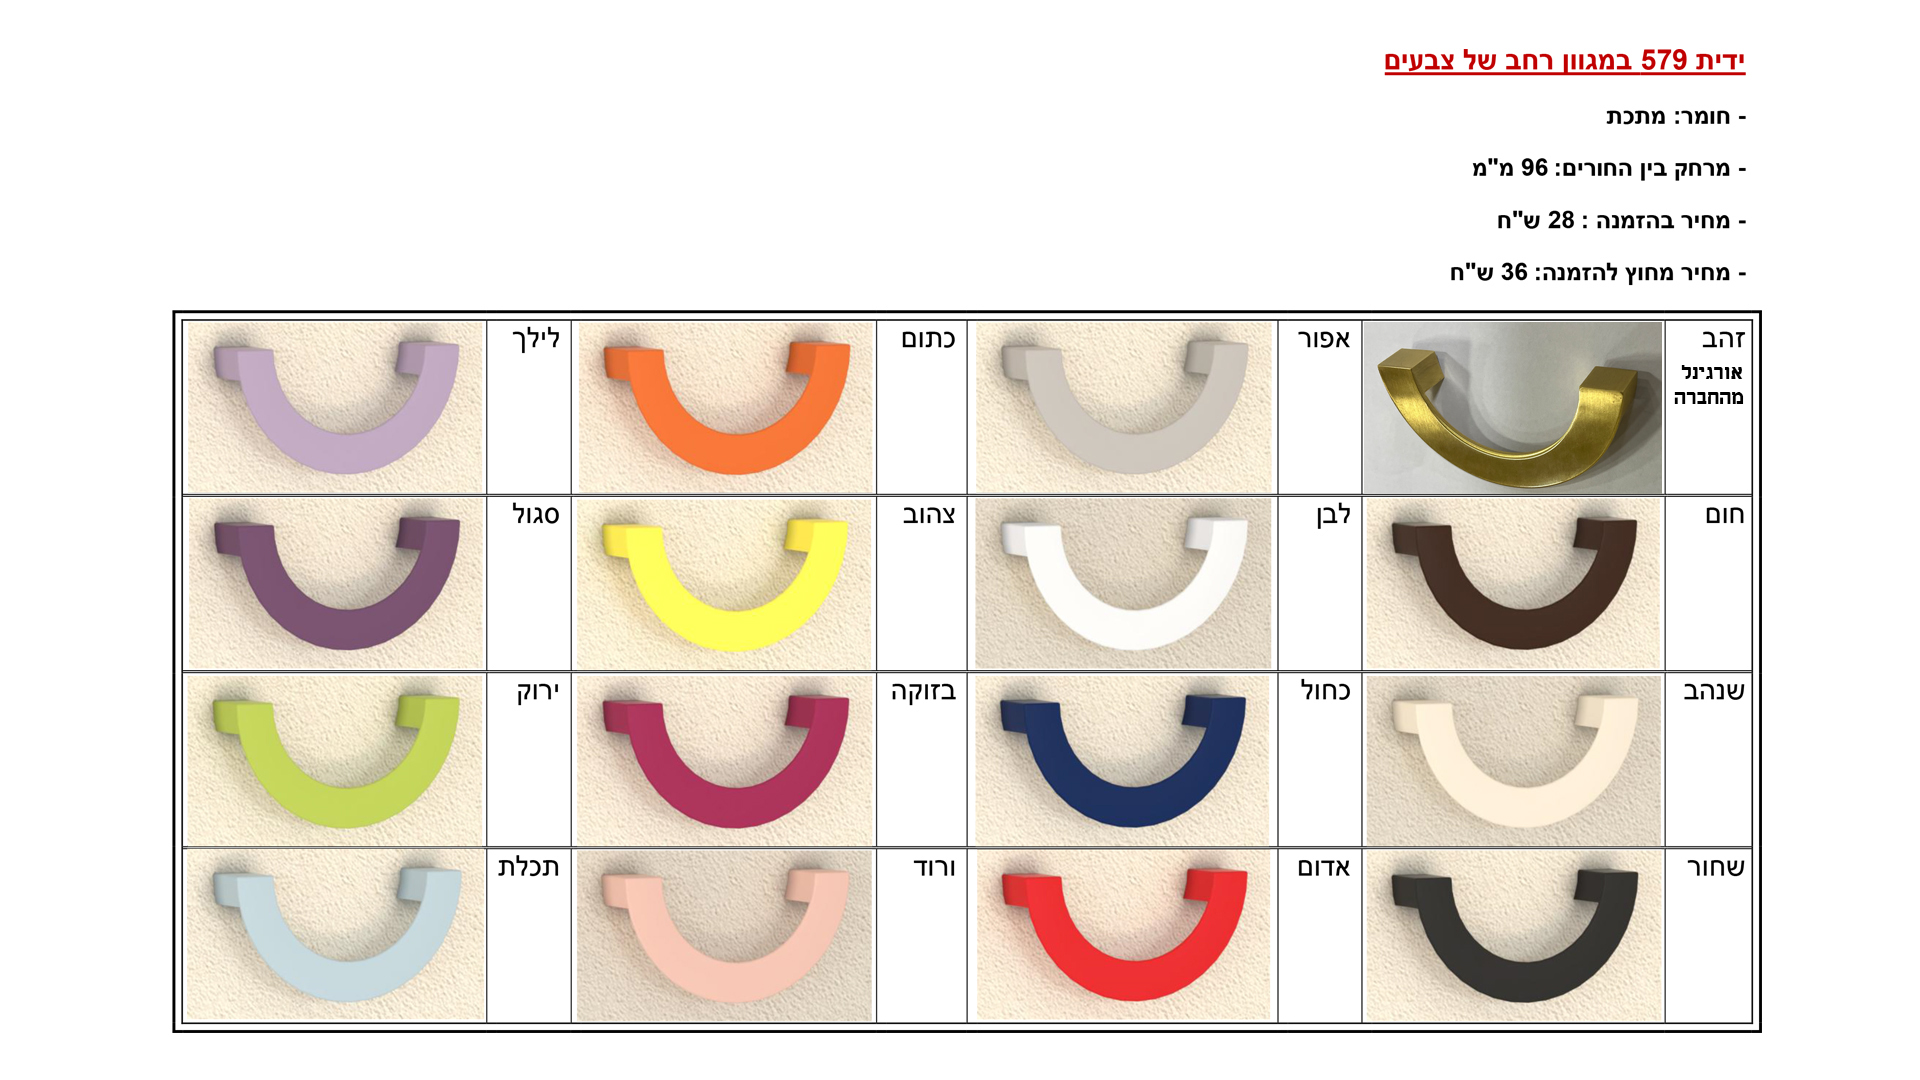 ידית 579 במגוון רחב של צבעים
- חומר: מתכת
- מרחק בין החורים: 96 מ"מ
- מחיר בהזמנה : 28 ש"ח
- מחיר מחוץ להזמנה: 36 ש"ח
זהב
אורגינל
מהחברה
אפור
כתום
לילך
חום
לבן
צהוב
סגול
שנהב
כחול
בזוקה
ירוק
שחור
אדום
ורוד
תכלת